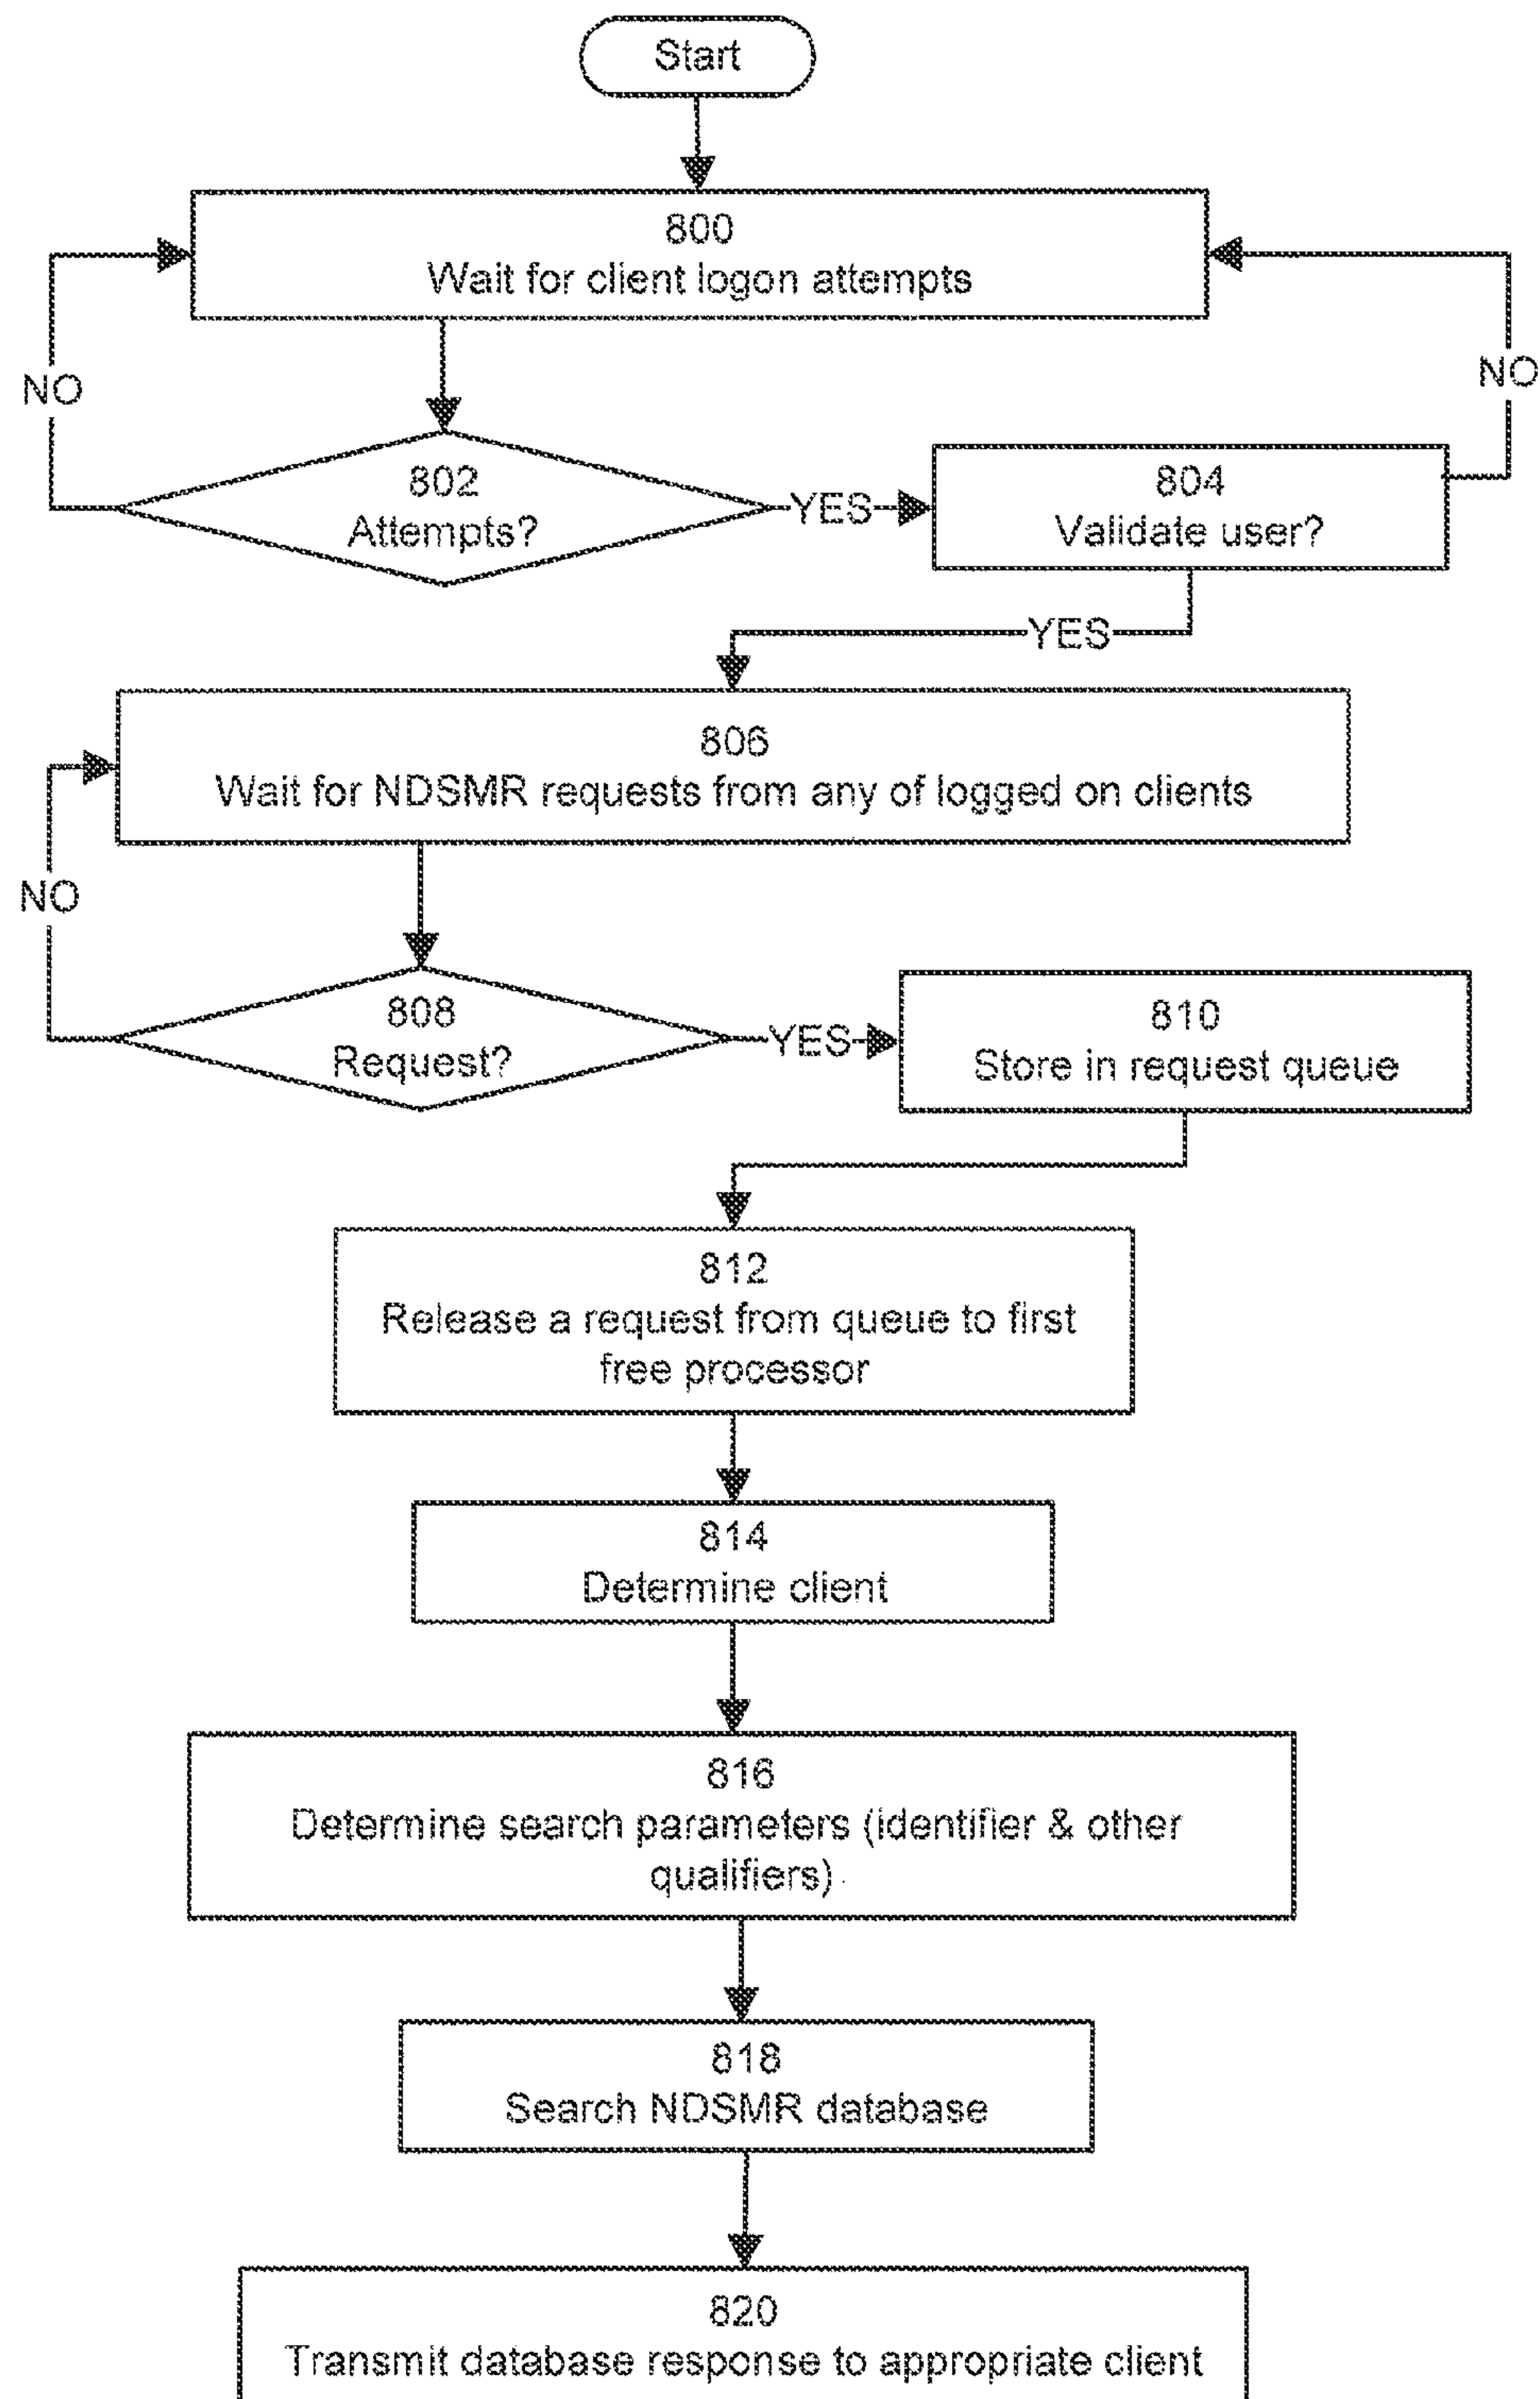 Start
800
Wait for client logon attempts
NO
NO
802
Attempts?
YES
804
Validate user?
YES
806
Wait for NDSMR requests from any of logged on clients
NO
808
Request?
YES
810
Store in request queue
812
Release a request from queue to first
free processor
814
Determine client
816
Determine search parameters (identifier & other
qualifiers)
818
Search NDSMR database
820
Transmit database response to appropriate client